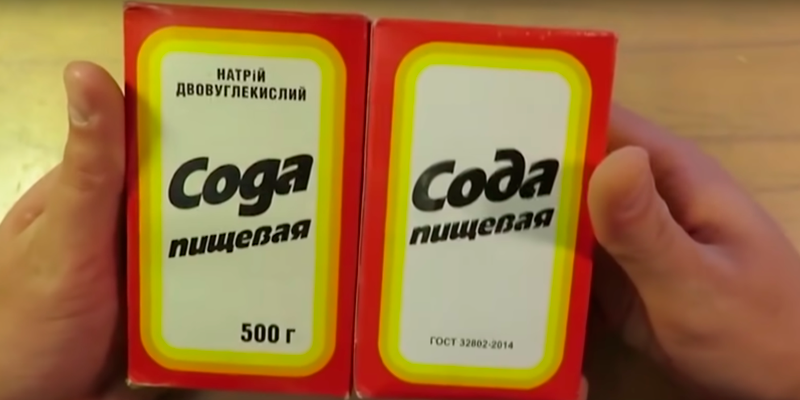 НАТРІЙ
ДВОВУГЛЕКИСЛИЙ
Сода
пищевая
500 г
Сода
пищевая
ГОСТ 32802-2014